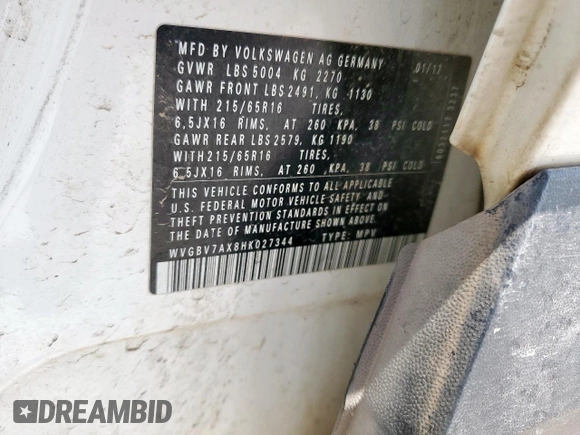 MFD BY VOLKSWAGEN AG GERMANY 01/17
GVWR LBS 5004 KG 2270
GAWR FRONT LBS 2491, KG 1130
WITH 215/65R16 TIRES,
6,5JX16 RIMS, AT 260 KPA, 38 PSI COLD
GAWR REAR LBS 2579, KG 1190
WITH 215/65R16 TIRES,
6,5JX16 RIMS, AT 260 ,KPA, 38 PSI COLD
THIS VEHICLE CONFORMS TO ALL APPLICABLE
U.S. FEDERAL MOTOR VEHICLE SAFETY AND
THEFT PREVENTION STANDARDS IN EFFECT ON
THE DATE OF MANUFACTURE SHOWN ABOVE
WVGBV7AX8HK027344 TYPE: MPV
DREAMBID